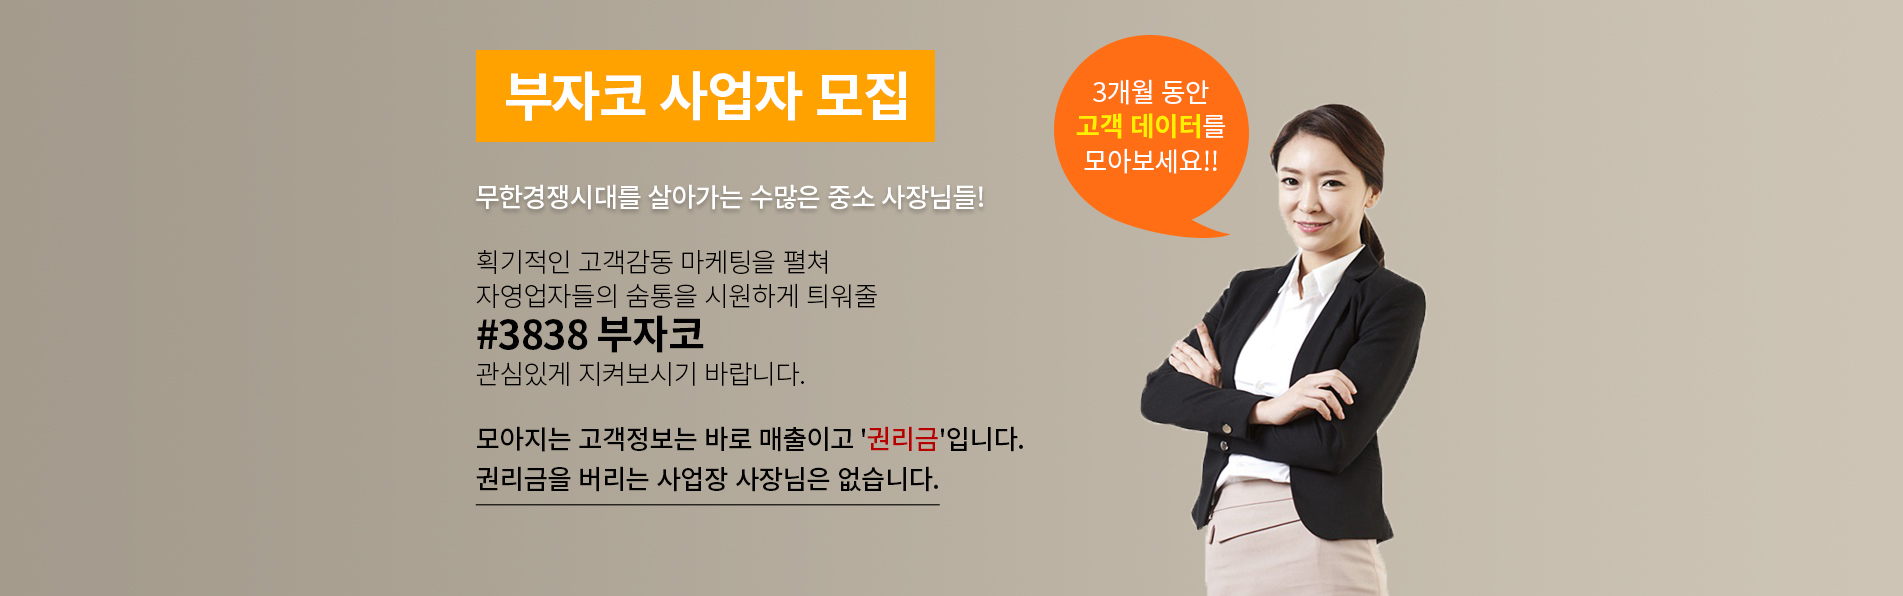 부자코 사업자 모집
무한경쟁시대를 살아가는 수많은 중소 사장님들!
획기적인 고객감동 마케팅을 펼쳐
자영업자들의 숨통을 시원하게 틔워줄
#3838 부자코
관심있게 지켜보시기 바랍니다.
모아지는 고객정보는 바로 매출이고 '권리금'입니다.
권리금을 버리는 사업장 사장님은 없습니다.
3개월 동안
고객 데이터를
모아보세요!!